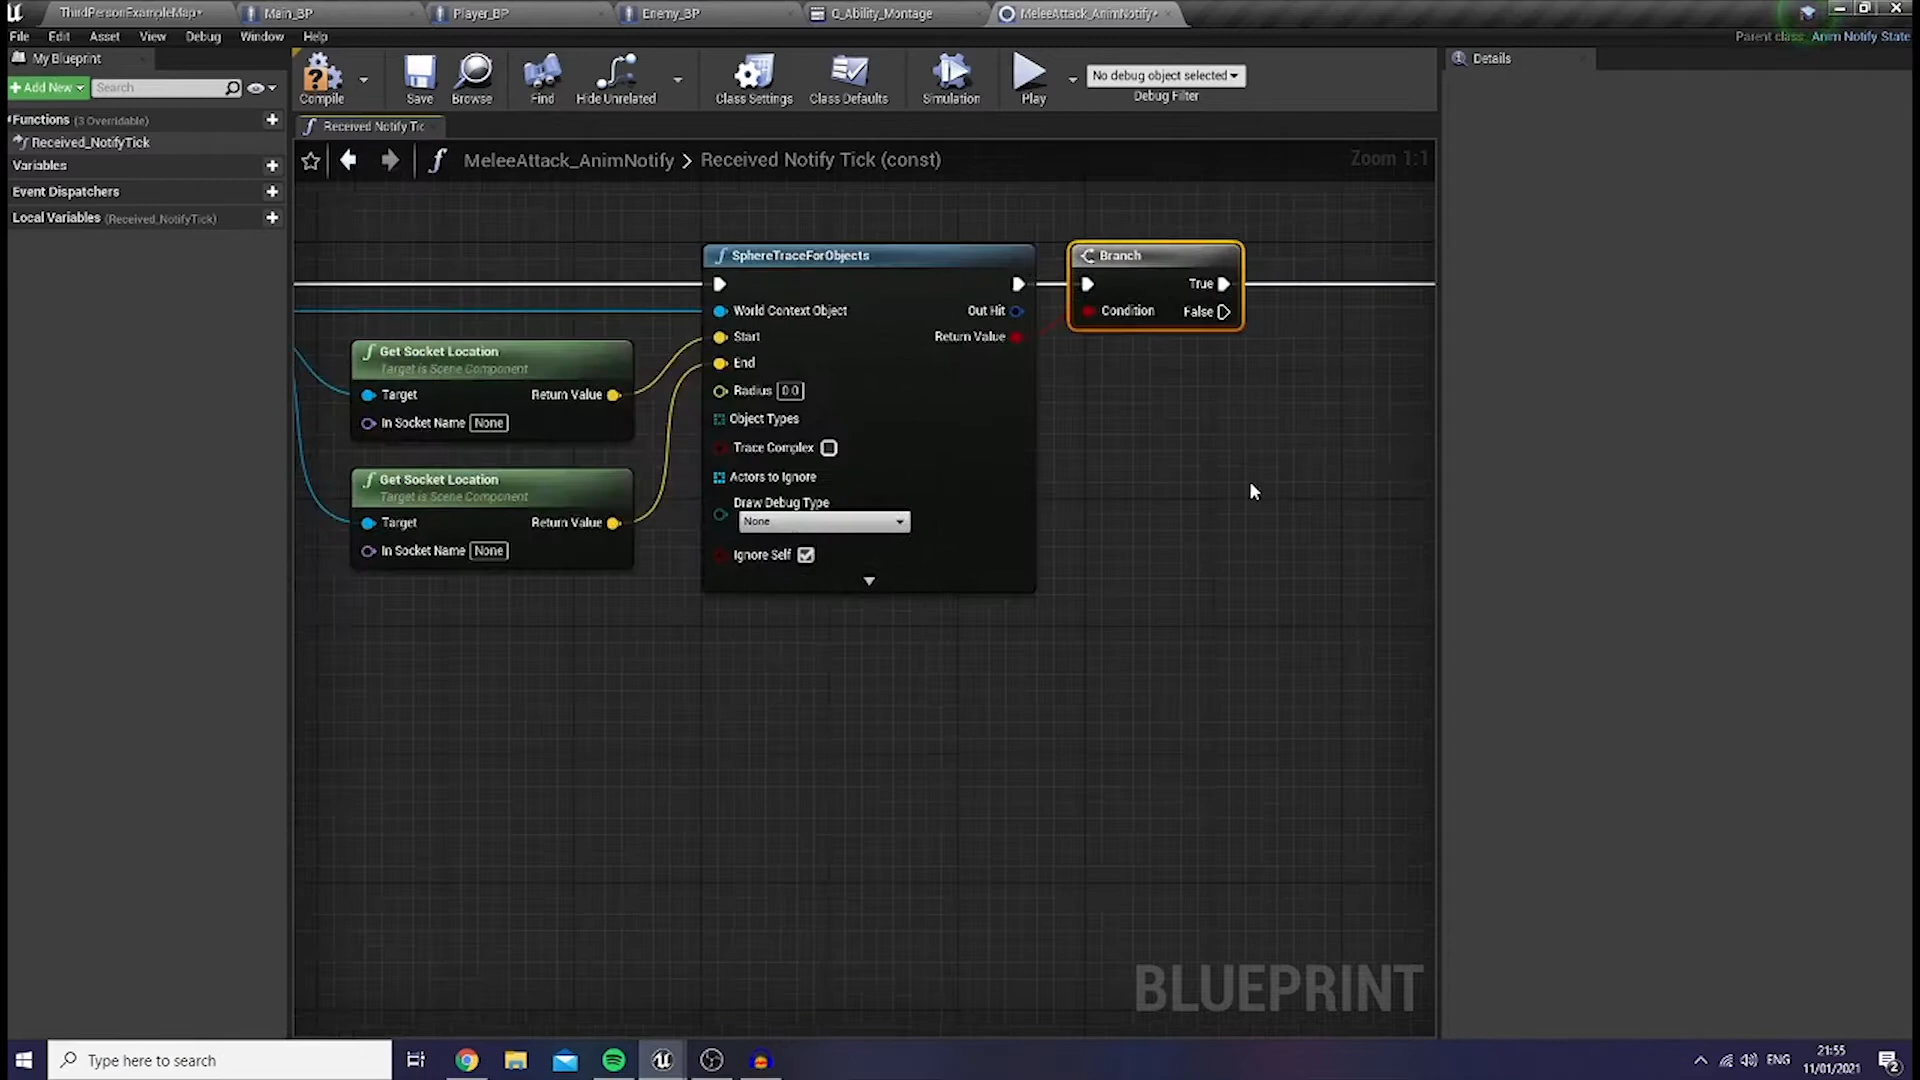 ThirdPersonExampleMap*
Main_BP
Player_BP
Enemy_BP
Q_Ability_Montage
MeleeAttack_AnimNotify*
File Edit Asset View Debug Window Help
Parent class: Anim Notify State
My Blueprint
Details
Add New
Search
Compile
Save
Browse
Find
Hide Unrelated
Class Settings
Class Defaults
Simulation
Play
No debug object selected
Debug Filter
Functions (3 Overridable)
Received_NotifyTick
Variables
Event Dispatchers
Local Variables (Received_NotifyTick)
Received Notify Tic
MeleeAttack_AnimNotify > Received Notify Tick (const)
Zoom 1:1
SphereTraceForObjects
World Context Object
Out Hit
Start
Return Value
End
Radius 0.0
Object Types
Trace Complex
Actors to Ignore
Draw Debug Type
None
Ignore Self
Branch
True
Condition
False
Get Socket Location
Target is Scene Component
Target
Return Value
In Socket Name None
Get Socket Location
Target is Scene Component
Target
Return Value
In Socket Name None
BLUEPRINT
Type here to search
ENG
21:55
11/01/2021
2